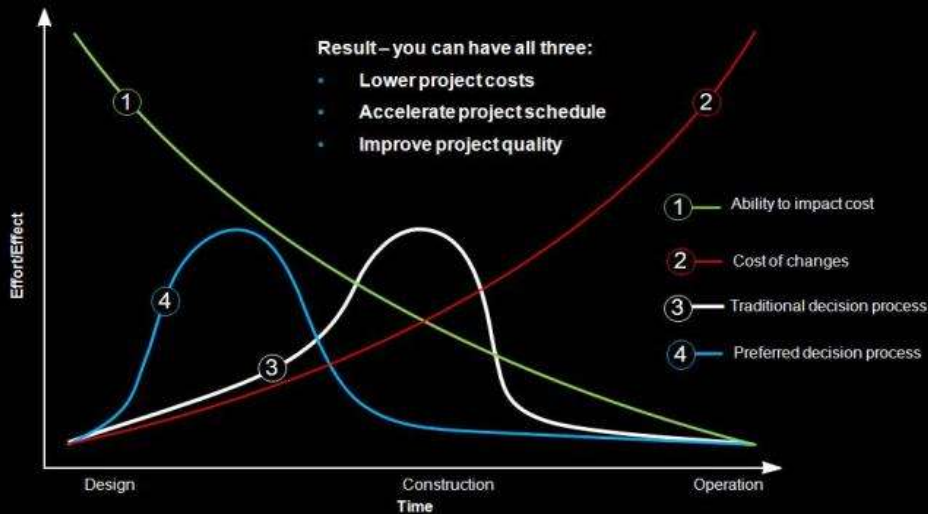 Result – you can have all three:
• Lower project costs
• Accelerate project schedule
• Improve project quality
1
2
3
4
1 Ability to impact cost
2 Cost of changes
3 Traditional decision process
4 Preferred decision process
Effort/Effect
Design Construction Operation
Time